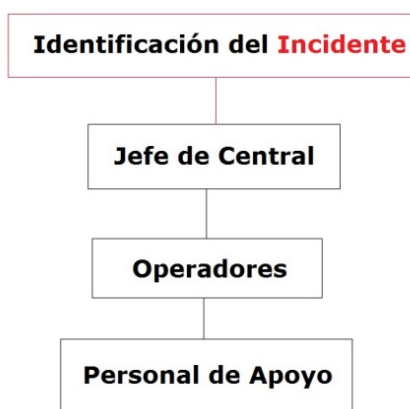 Identificación del Incidente
Jefe de Central
Operadores
Personal de Apoyo